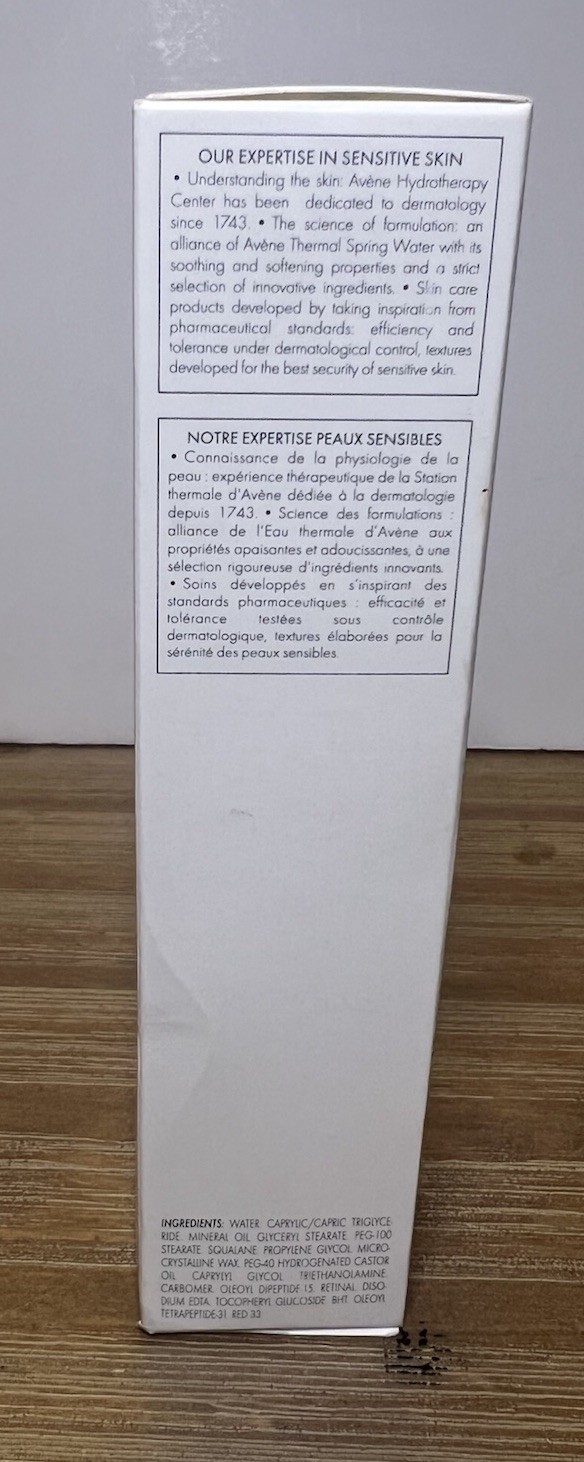 OUR EXPERTISE IN SENSITIVE SKIN
• Understanding the skin: Avène Hydrotherapy
Center has been dedicated to dermatology
since 1743. • The science of formulation: an
alliance of Avène Thermal Spring Water with its
soothing and softening properties and a strict
selection of innovative ingredients. • Skin care
products developed by taking inspiration from
pharmaceutical standards: efficiency and
tolerance under dermatological control, textures
developed for the best security of sensitive skin.
NOTRE EXPERTISE PEAUX SENSIBLES
• Connaissance de la physiologie de la
peau : expérience thérapeutique de la Station
thermale d'Avène dédiée à la dermatologie
depuis 1743. • Science des formulations :
alliance de l'Eau thermale d'Avène aux
propriétés apaisantes et adoucissantes, à une
sélection rigoureuse d'ingrédients innovants.
• Soins développés en s'inspirant des
standards pharmaceutiques : efficacité et
tolérance testées sous contrôle
dermatologique, textures élaborées pour la
sérénité des peaux sensibles.
INGREDIENTS: WATER. CAPRYLIC/CAPRIC TRIGLYCE-
RIDE. MINERAL OIL. GLYCERYL STEARATE. PEG-100
STEARATE. SQUALANE. PROPYLENE GLYCOL. MICRO-
CRYSTALLINE WAX. PEG-40 HYDROGENATED CASTOR
OIL. CAPRYLYL GLYCOL. TRIETHANOLAMINE.
CARBOMER. OLEOYL DIPEPTIDE-15. RETINAL. DISO-
DIUM EDTA. TOCOPHERYL GLUCOSIDE. BHT. OLEOYL
TETRAPEPTIDE-31. RED 33